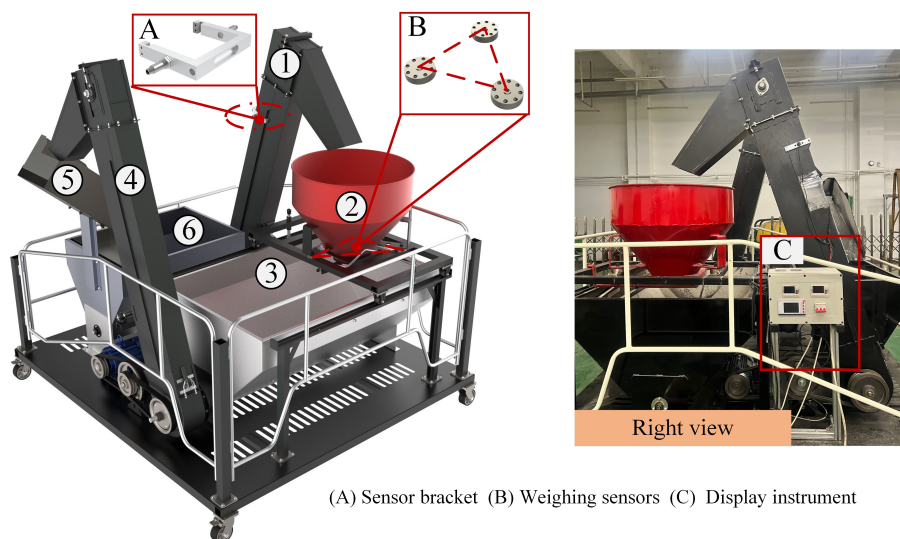 A
B
1
2
3
4
5
6
C
Right view
(A) Sensor bracket (B) Weighing sensors (C) Display instrument